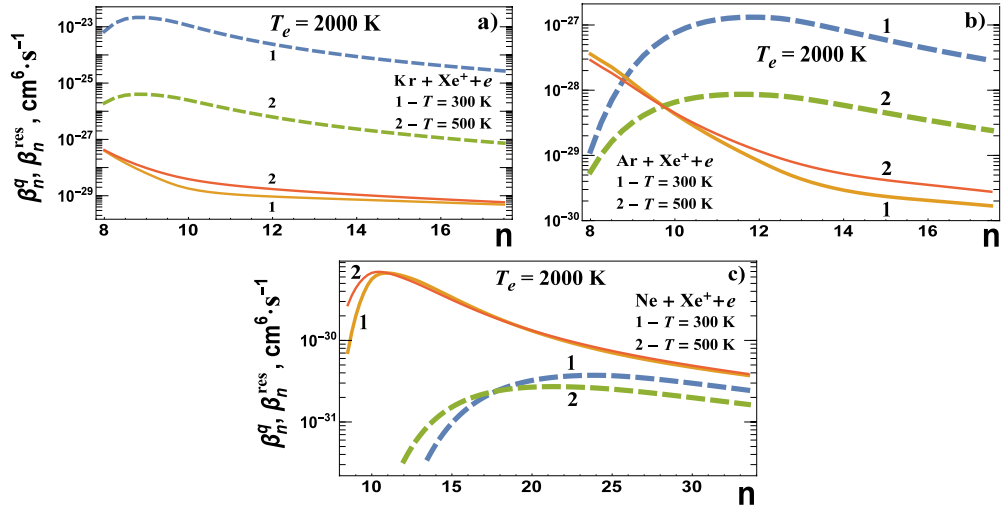 T_e = 2000 K
a)
10^-23
10^-25
10^-27
10^-29
1
2
2
1
Kr + Xe^+ + e
1 – T = 300 K
2 – T = 500 K
8 10 12 14 16 n
β_n^q, β_n^res, cm^6·s^-1
b)
10^-27
10^-28
10^-29
10^-30
1
T_e = 2000 K
2
2
1
Ar + Xe^+ + e
1 – T = 300 K
2 – T = 500 K
8 10 12 14 16 n
c)
T_e = 2000 K
2
1
Ne + Xe^+ + e
1 – T = 300 K
2 – T = 500 K
10^-30
10^-31
1
2
10 15 20 25 30 n
β_n^q, β_n^res, cm^6·s^-1